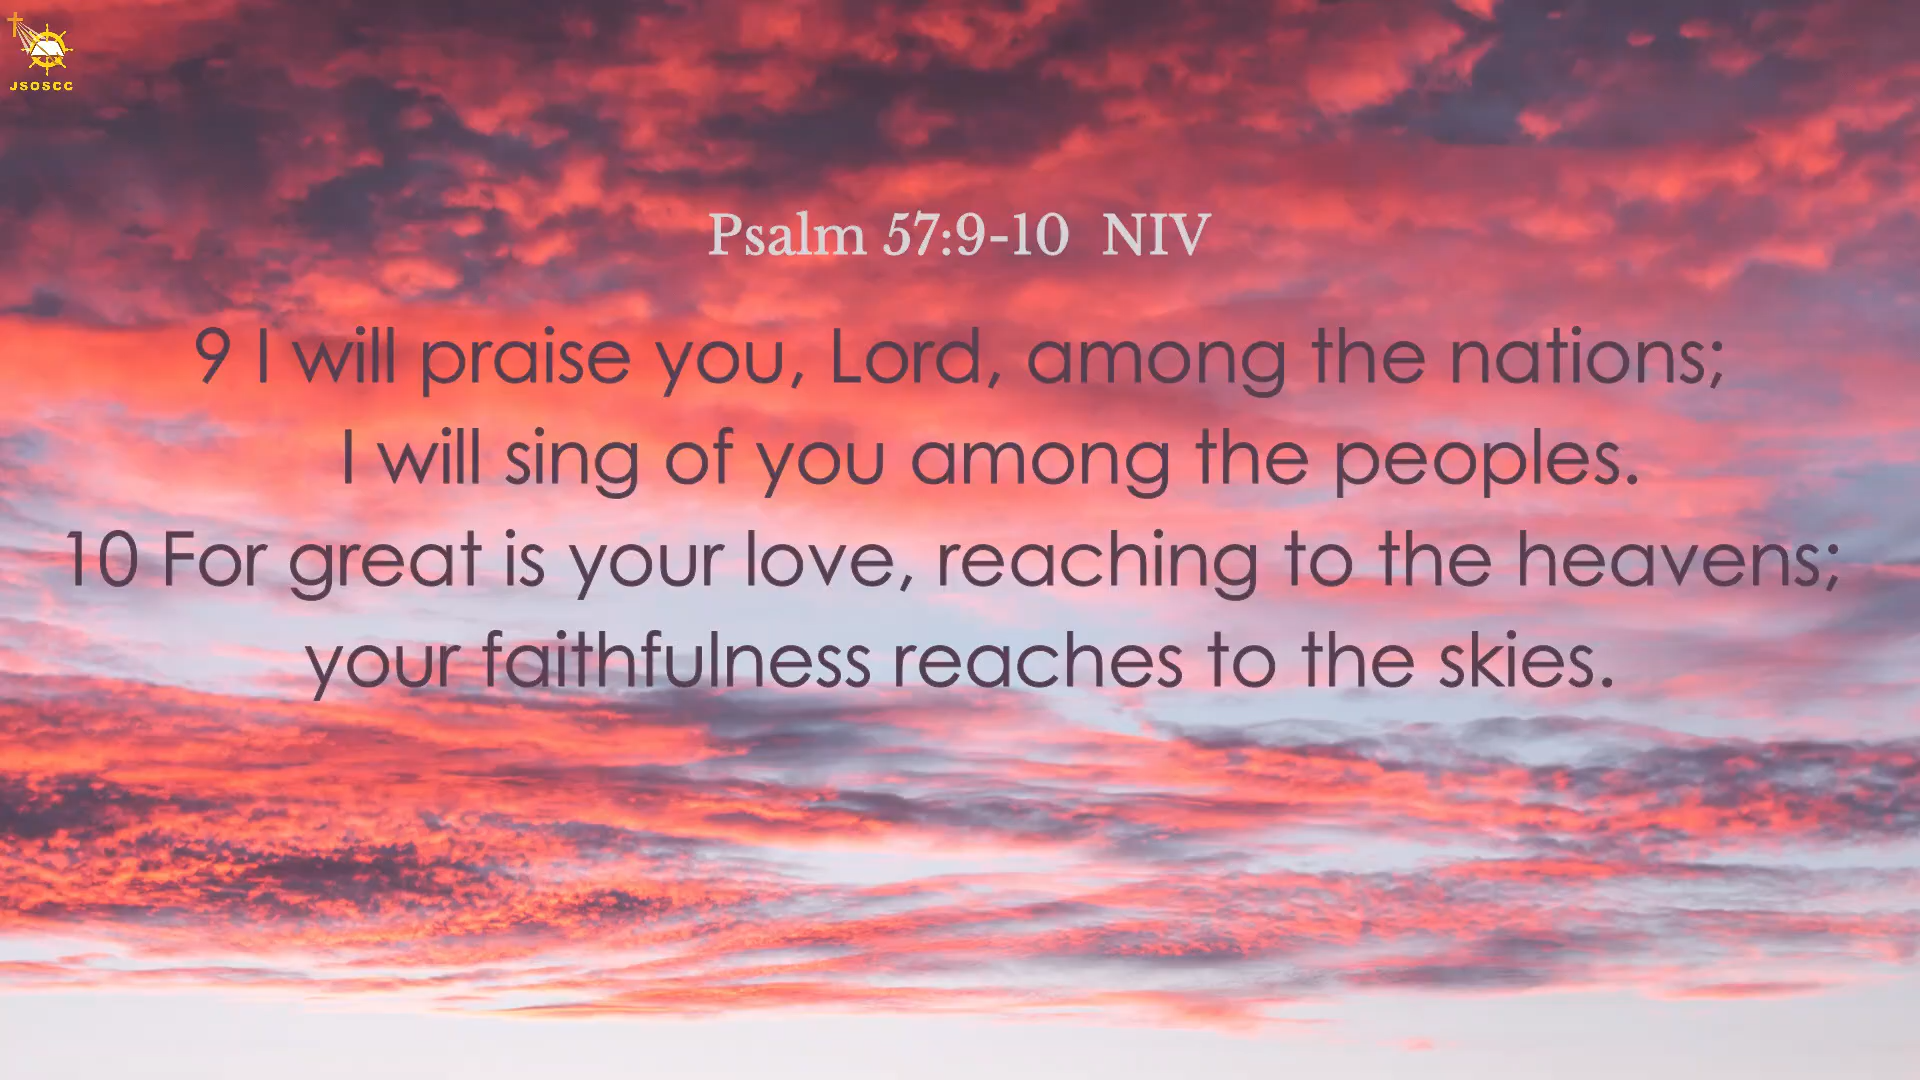 JSOSCC
Psalm 57:9-10 NIV
9 I will praise you, Lord, among the nations;
I will sing of you among the peoples.
10 For great is your love, reaching to the heavens;
your faithfulness reaches to the skies.